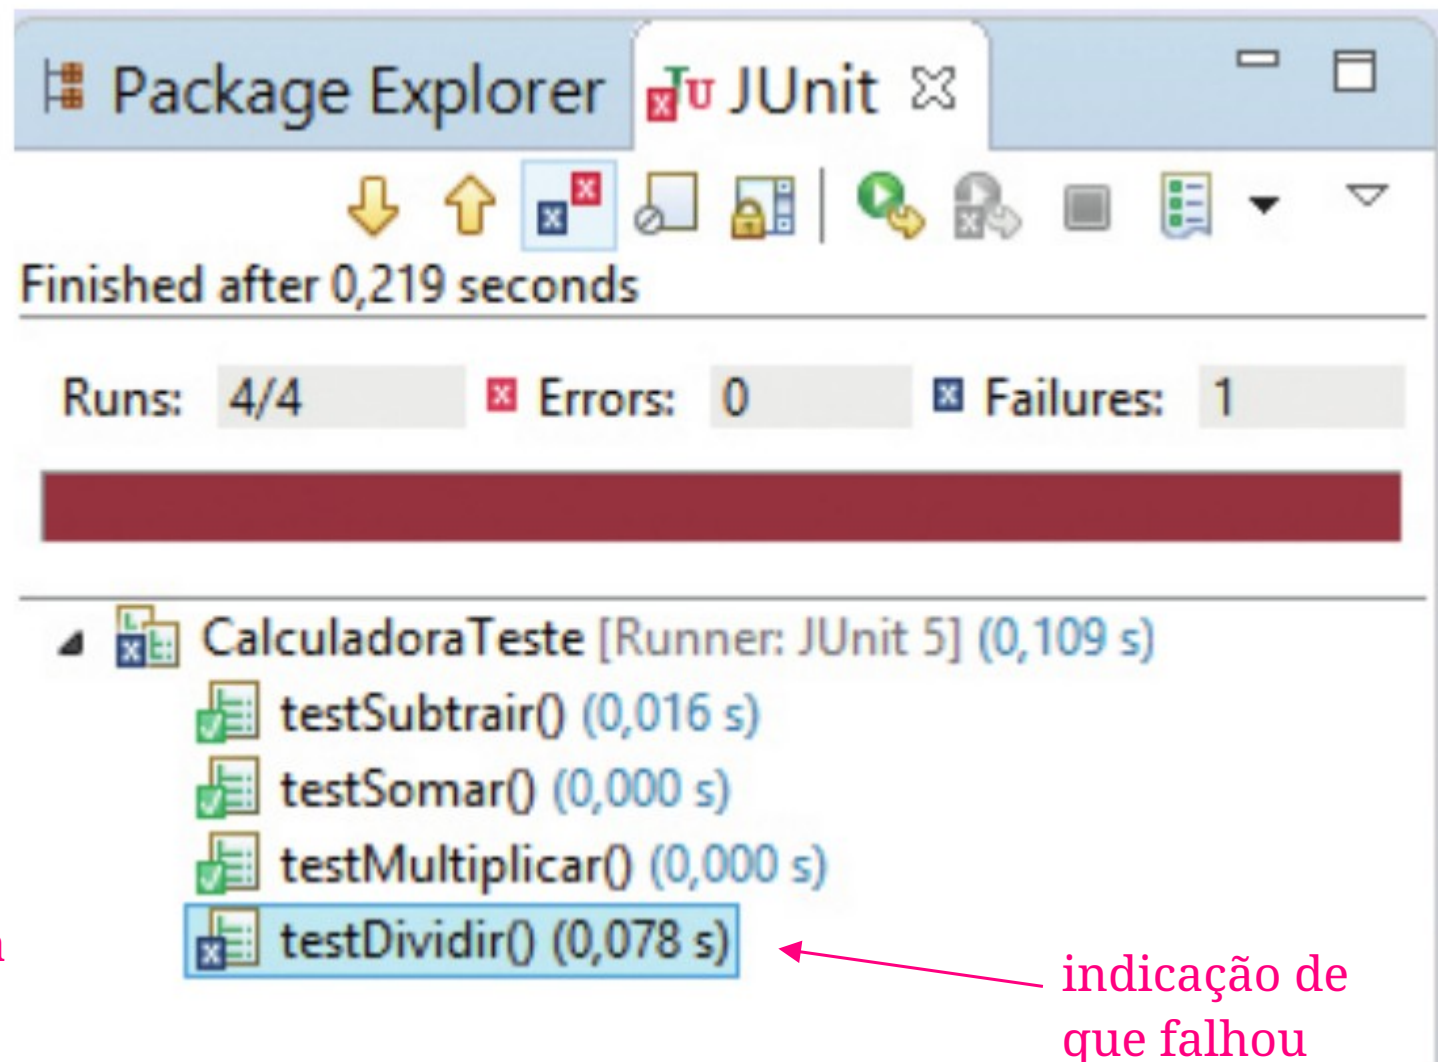 Package Explorer JUnit
Finished after 0,219 seconds
Runs: 4/4 Errors: 0 Failures: 1
CalculadoraTeste [Runner: JUnit 5] (0,109 s)
testSubtrair() (0,016 s)
testSomar() (0,000 s)
testMultiplicar() (0,000 s)
testDividir() (0,078 s)
indicação de
que falhou